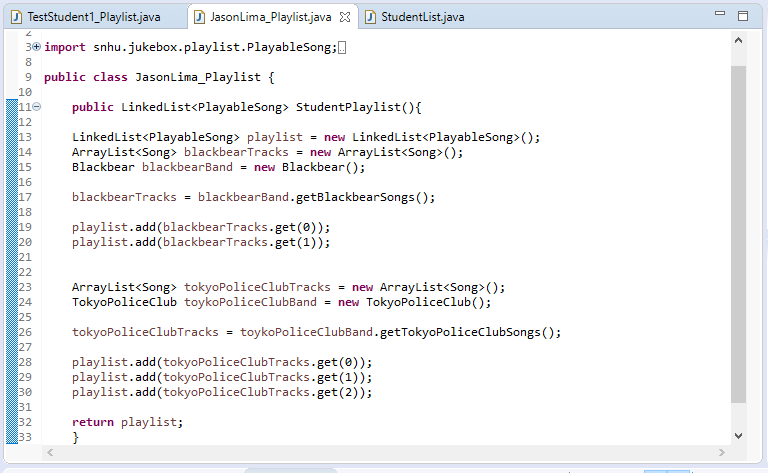 TestStudent1_Playlist.java JasonLima_Playlist.java StudentList.java
2
3 import snhu.jukebox.playlist.PlayableSong;
8
9 public class JasonLima_Playlist {
10
11 public LinkedList<PlayableSong> StudentPlaylist(){
12
13 LinkedList<PlayableSong> playlist = new LinkedList<PlayableSong>();
14 ArrayList<Song> blackbearTracks = new ArrayList<Song>();
15 Blackbear blackbearBand = new Blackbear();
16
17 blackbearTracks = blackbearBand.getBlackbearSongs();
18
19 playlist.add(blackbearTracks.get(0));
20 playlist.add(blackbearTracks.get(1));
21
22
23 ArrayList<Song> tokyoPoliceClubTracks = new ArrayList<Song>();
24 TokyoPoliceClub toykoPoliceClubBand = new TokyoPoliceClub();
25
26 tokyoPoliceClubTracks = toykoPoliceClubBand.getTokyoPoliceClubSongs();
27
28 playlist.add(tokyoPoliceClubTracks.get(0));
29 playlist.add(tokyoPoliceClubTracks.get(1));
30 playlist.add(tokyoPoliceClubTracks.get(2));
31
32 return playlist;
33 }